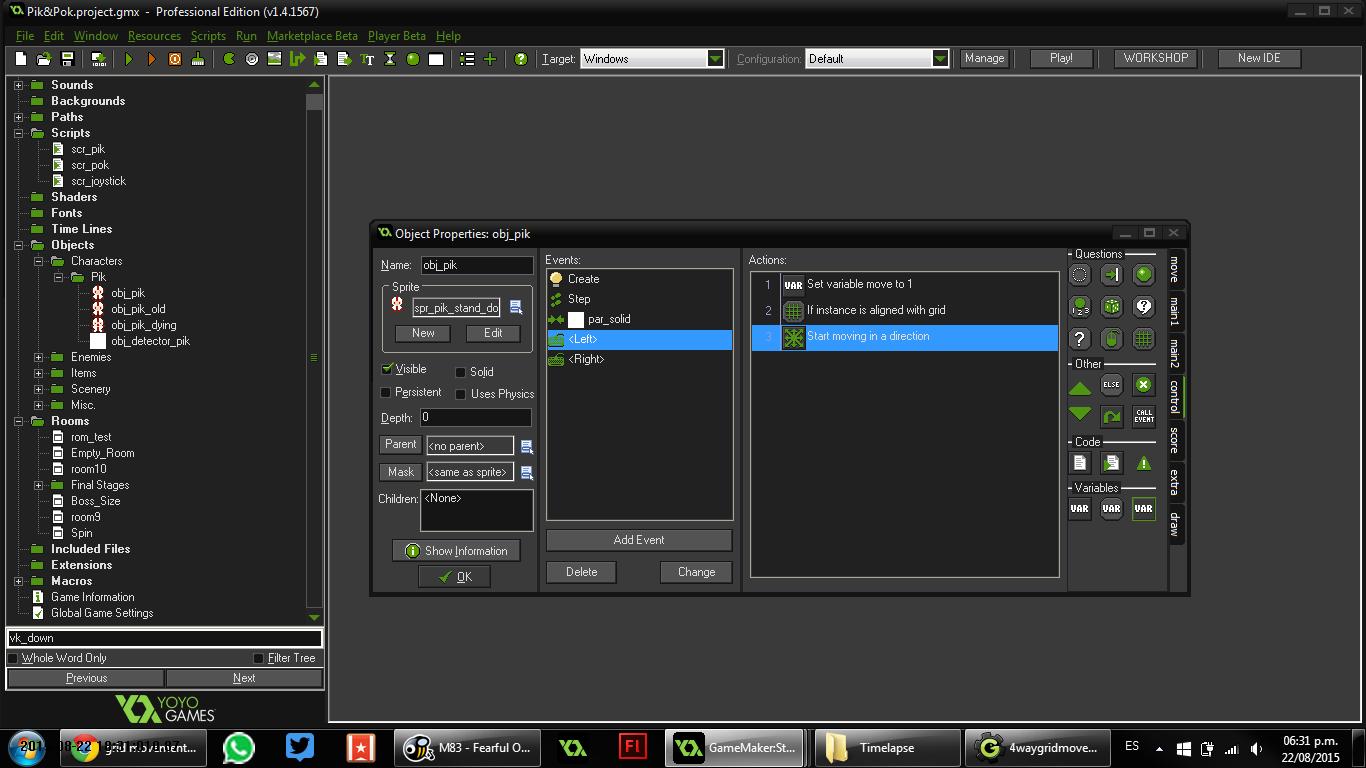 Pik&Pok.project.gmx - Professional Edition (v1.4.1567)
File Edit Window Resources Scripts Run Marketplace Beta Player Beta Help
Target: Windows Configuration: Default Manage Play! WORKSHOP New IDE
Sounds
Backgrounds
Paths
Scripts
scr_pik
scr_pok
scr_joystick
Shaders
Fonts
Time Lines
Objects
Characters
Pik
obj_pik
obj_pik_old
obj_pik_dying
obj_detector_pik
Enemies
Items
Scenery
Misc.
Rooms
rom_test
Empty_Room
room10
Final Stages
Boss_Size
room9
Spin
Included Files
Extensions
Macros
Game Information
Global Game Settings
vk_down
Whole Word Only Filter Tree
Previous Next
YOYO
GAMES
Object Properties: obj_pik
Name: obj_pik
Sprite
spr_pik_stand_do
New Edit
Visible Solid
Persistent Uses Physics
Depth: 0
Parent <no parent>
Mask <same as sprite>
Children: <None>
Show Information
OK
Events:
Create
Step
par_solid
<Left>
<Right>
Add Event
Delete Change
Actions:
1 VAR Set variable move to 1
2 If instance is aligned with grid
3 Start moving in a direction
Questions
Other
ELSE
CALL
EVENT
Code
Variables
VAR VAR VAR
move
main1
main2
control
score
extra
draw
grid movement...
M83 - Fearful O...
Fl
GameMaker:St...
Timelapse
4waygridmove...
ES
06:31 p.m.
22/08/2015